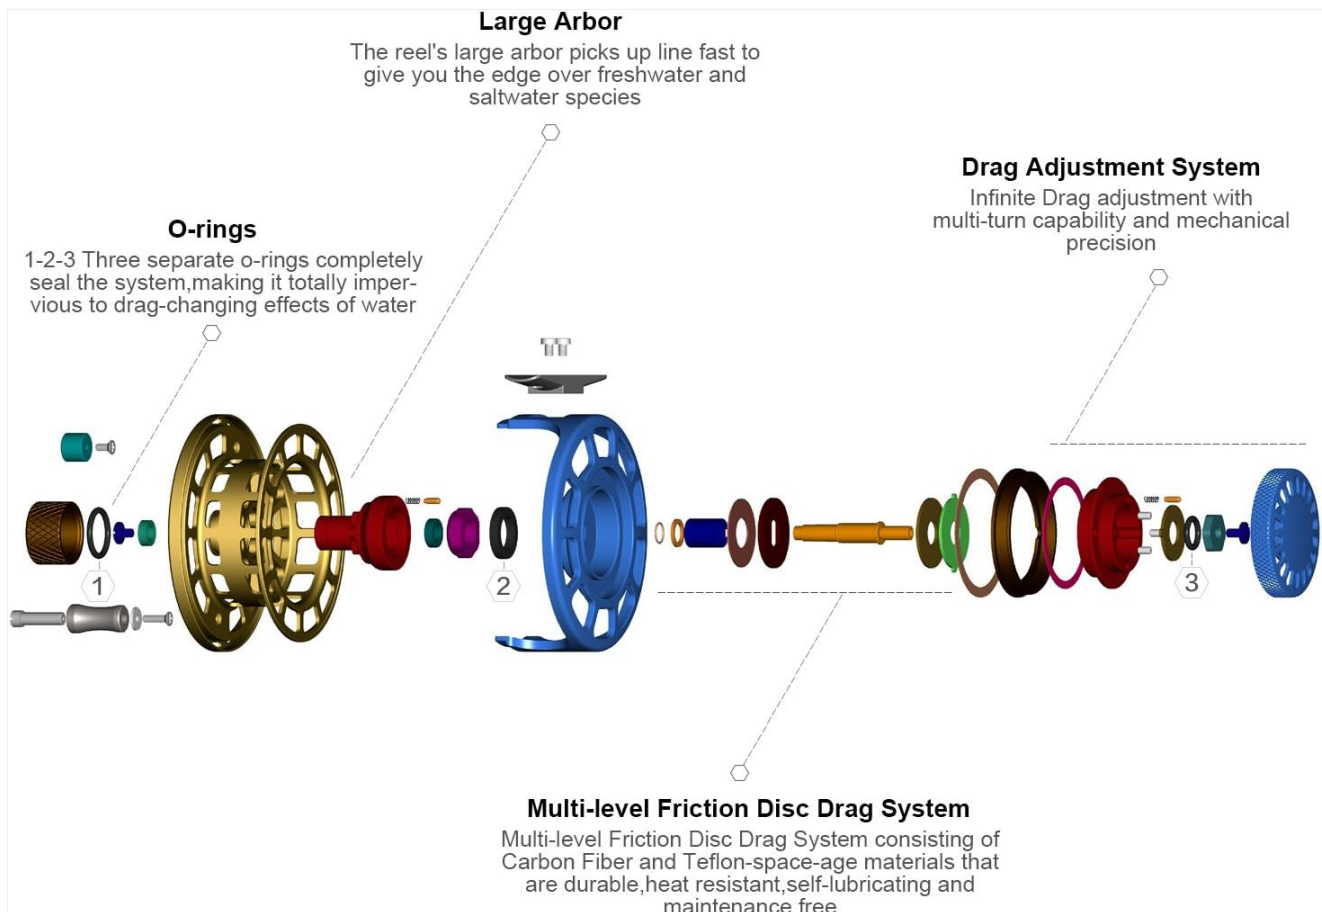 Large Arbor
The reel's large arbor picks up line fast to
give you the edge over freshwater and
saltwater species
Drag Adjustment System
Infinite Drag adjustment with
multi-turn capability and mechanical
precision
O-rings
1-2-3 Three separate o-rings completely
seal the system,making it totally imper-
vious to drag-changing effects of water
1
2
3
Multi-level Friction Disc Drag System
Multi-level Friction Disc Drag System consisting of
Carbon Fiber and Teflon-space-age materials that
are durable,heat resistant,self-lubricating and
maintenance free